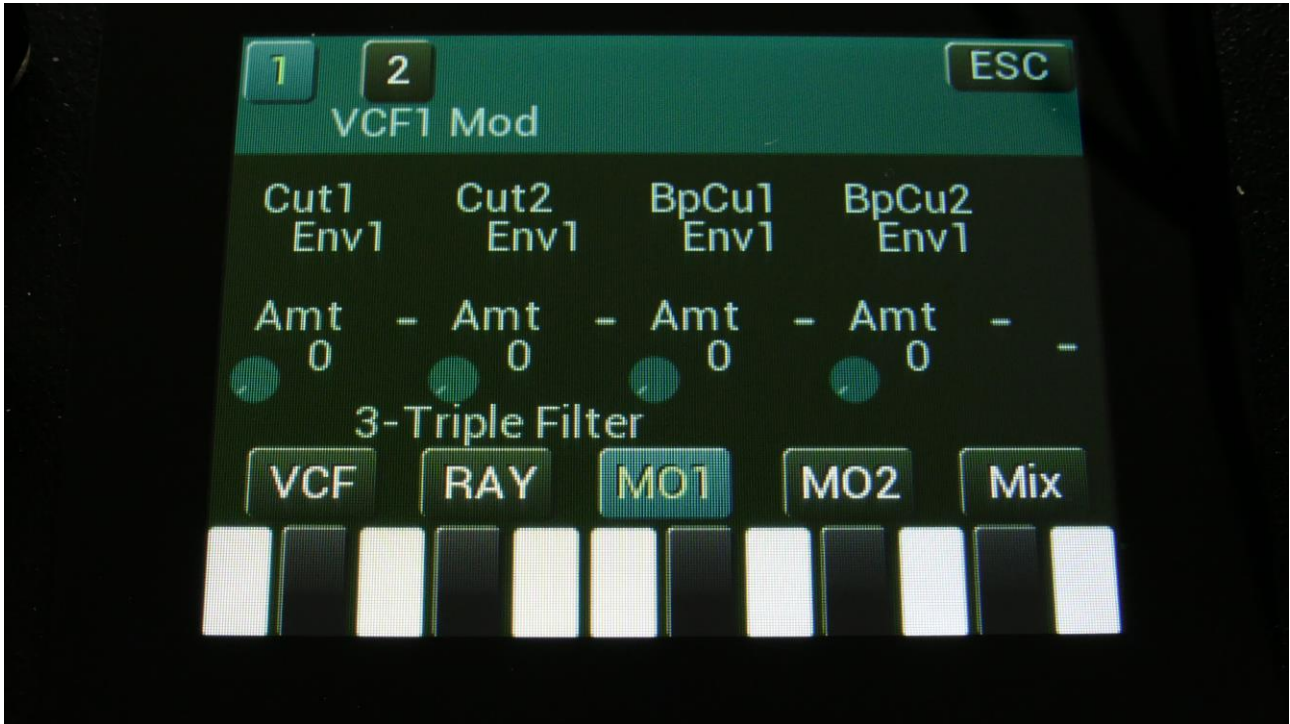 1 2 ESC
VCF1 Mod
Cut1 Cut2 BpCu1 BpCu2
Env1 Env1 Env1 Env1
Amt - Amt - Amt - Amt -
0 0 0 0 -
3-Triple Filter
VCF RAY MO1 MO2 Mix